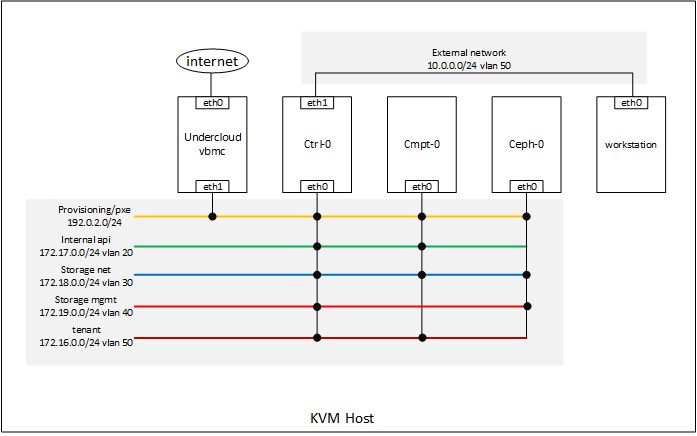 External network
10.0.0.0/24 vlan 50
internet
eth0
eth1
eth0
Undercloud
vbmc
Ctrl-0
Cmpt-0
Ceph-0
workstation
eth1
eth0
eth0
eth0
Provisioning/pxe
192.0.2.0/24
Internal api
172.17.0.0/24 vlan 20
Storage net
172.18.0.0/24 vlan 30
Storage mgmt
172.19.0.0/24 vlan 40
tenant
172.16.0.0/24 vlan 50
KVM Host